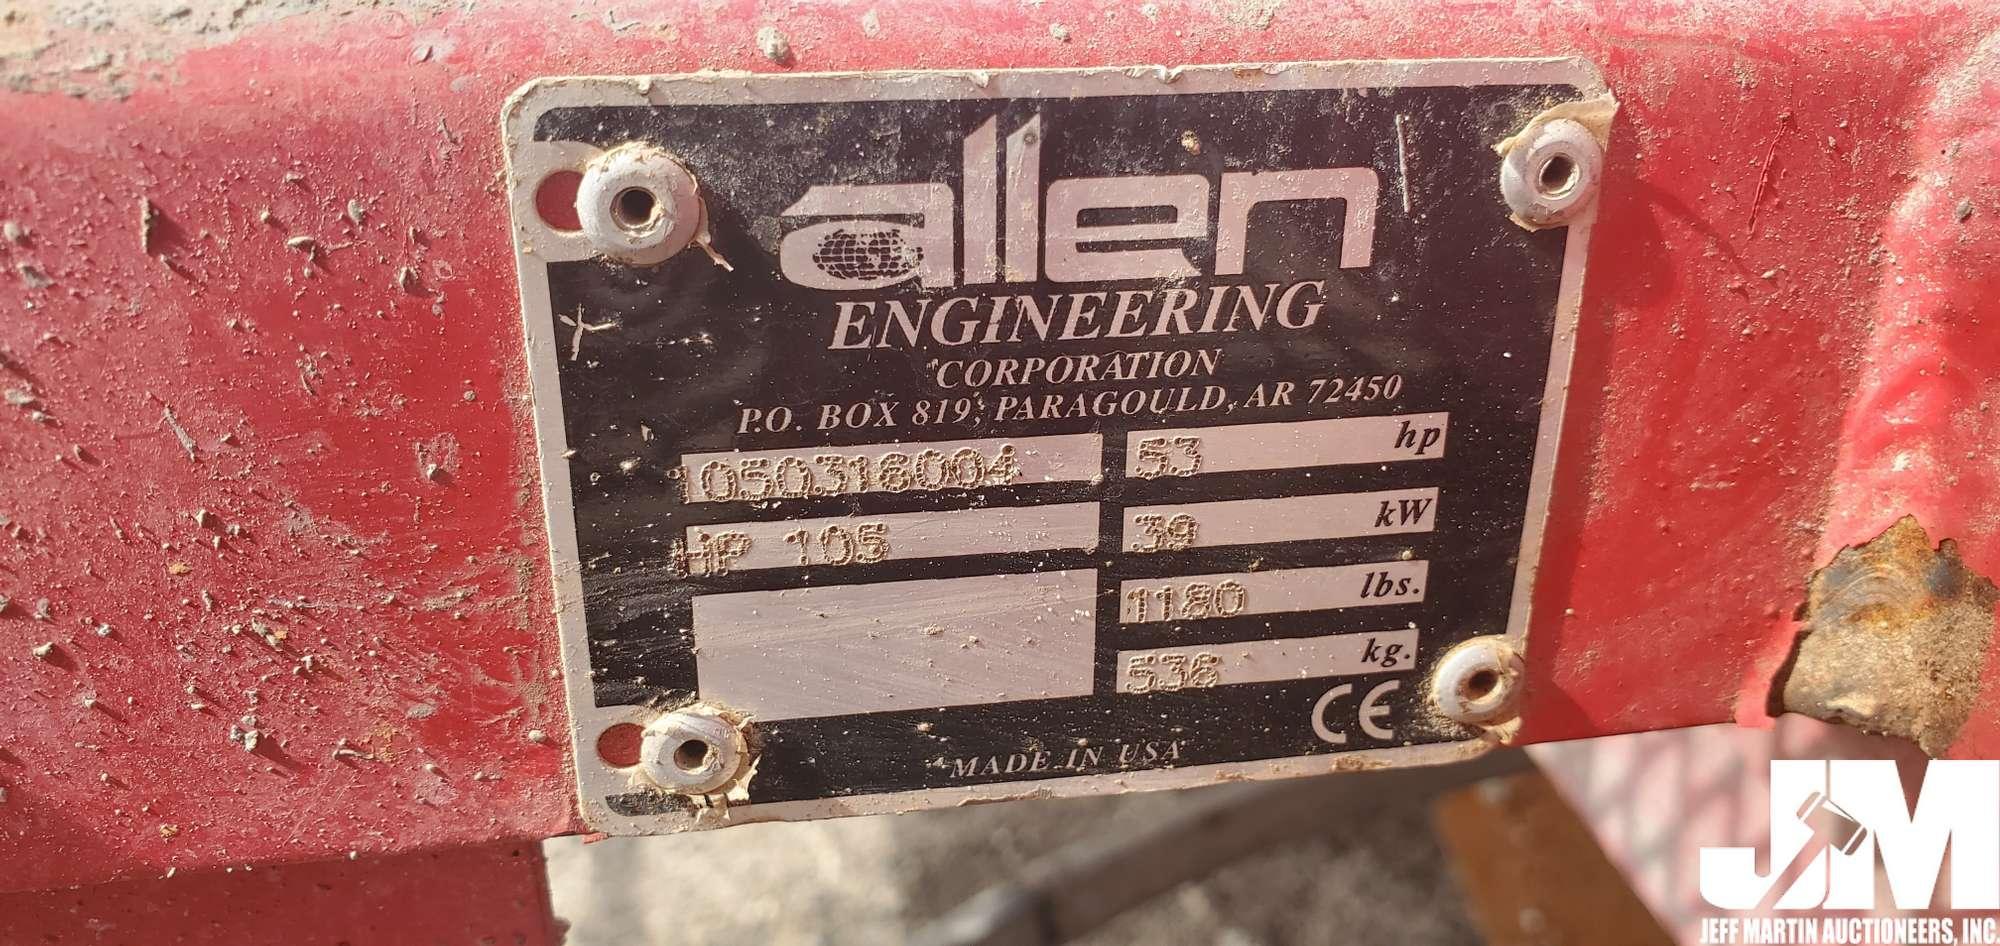 allen
ENGINEERING
CORPORATION
P.O. BOX 819, PARAGOULD, AR 72450
1050316004
53 hp
HP 105
39 kW
1180 lbs.
536 kg.
CE
MADE IN USA
JM
JEFF MARTIN AUCTIONEERS, INC.